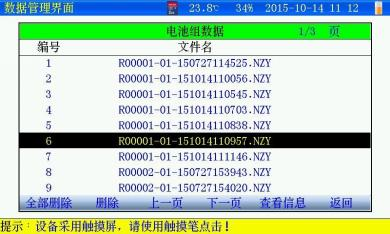 数据管理界面 23.8℃ 34% 2015-10-14 11 12
电池组数据 1/3 页
编号 文件名
1 R00001-01-150727114525.NZY
2 R00001-01-151014110056.NZY
3 R00001-01-151014110545.NZY
4 R00001-01-151014110703.NZY
5 R00001-01-151014110838.NZY
6 R00001-01-151014110957.NZY
7 R00001-01-151014111146.NZY
8 R00002-01-150727153943.NZY
9 R00002-01-150727154020.NZY
全部删除 删除 上一页 下一页 查看信息 返回
提示：设备采用触摸屏，请使用触摸笔点击！